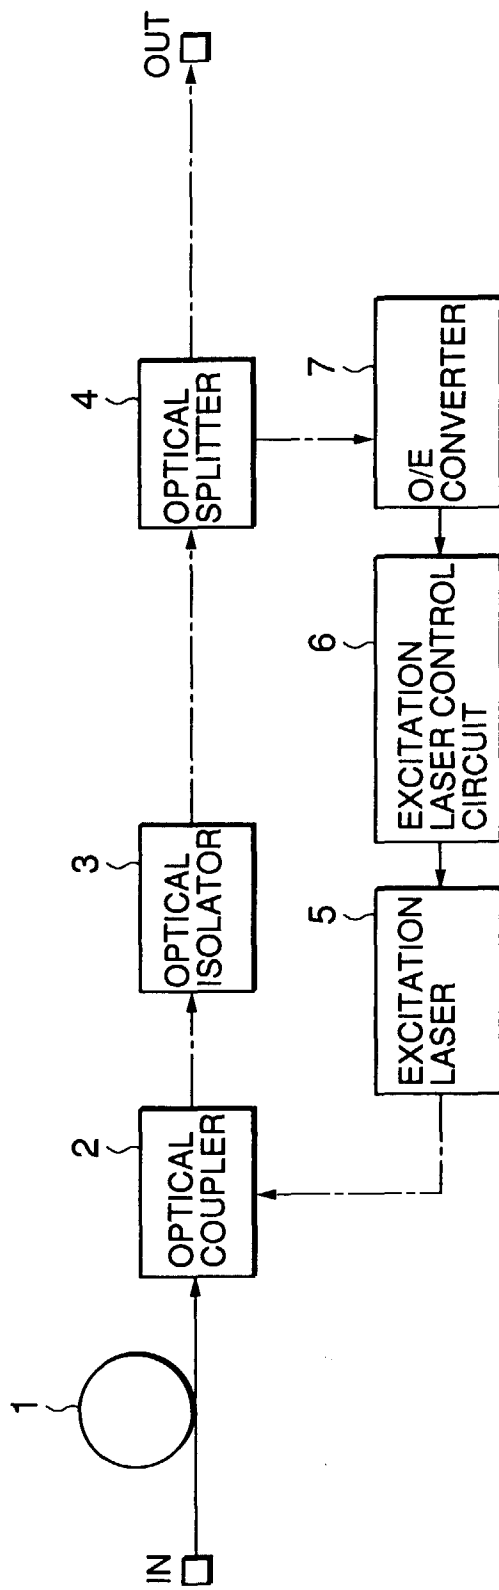 IN
1
2
OPTICAL
COUPLER
3
OPTICAL
ISOLATOR
4
OPTICAL
SPLITTER
OUT
5
EXCITATION
LASER
6
EXCITATION
LASER CONTROL
CIRCUIT
7
O/E
CONVERTER